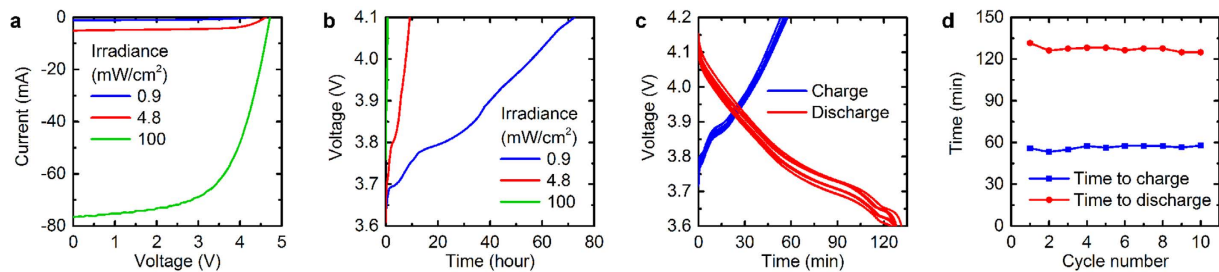 a
0
-20
-40
-60
-80
Current (mA)
Irradiance
(mW/cm²)
0.9
4.8
100
0 1 2 3 4 5
Voltage (V)
b
4.1
4.0
3.9
3.8
3.7
3.6
Voltage (V)
Irradiance
(mW/cm²)
0.9
4.8
100
0 20 40 60 80
Time (hour)
c
4.2
4.1
4.0
3.9
3.8
3.7
3.6
Voltage (V)
Charge
Discharge
0 30 60 90 120
Time (min)
d
150
120
90
60
30
0
Time (min)
Time to charge
Time to discharge
0 2 4 6 8 10
Cycle number